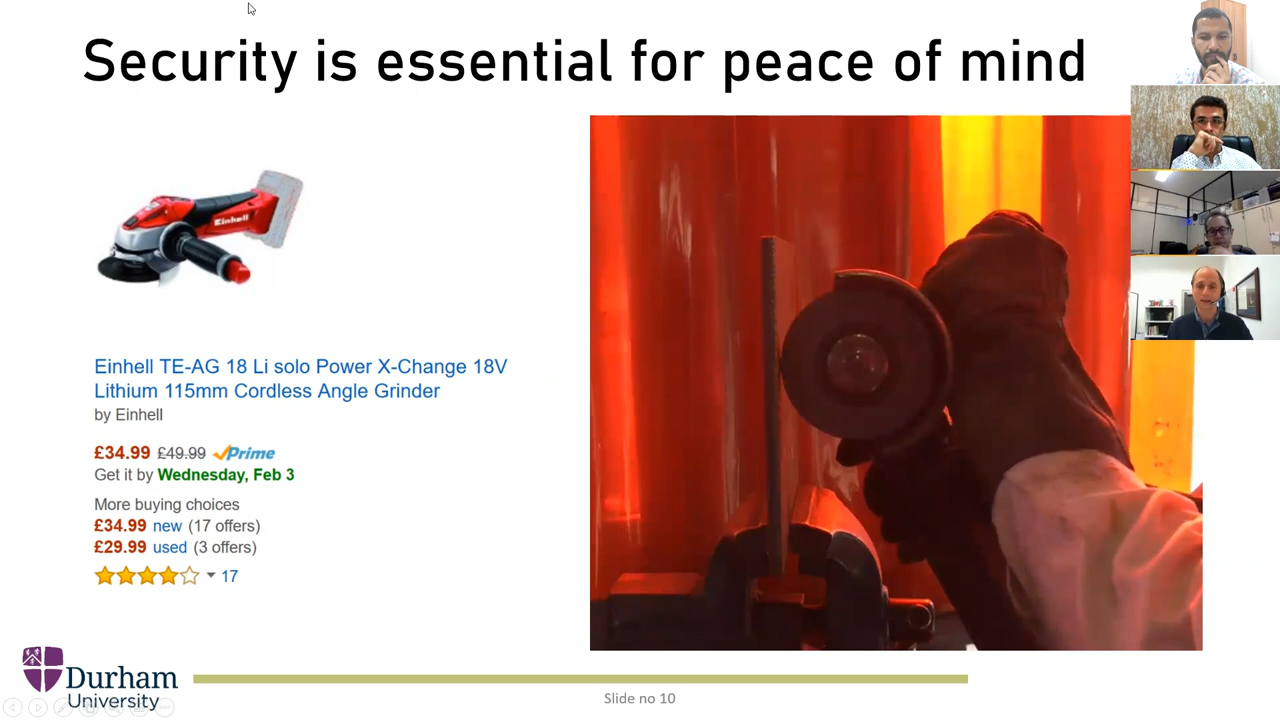 Security is essential for peace of mind
Einhell
Einhell TE-AG 18 Li solo Power X-Change 18V
Lithium 115mm Cordless Angle Grinder
by Einhell
£34.99 £49.99 Prime
Get it by Wednesday, Feb 3
More buying choices
£34.99 new (17 offers)
£29.99 used (3 offers)
17
Durham
University
Slide no 10